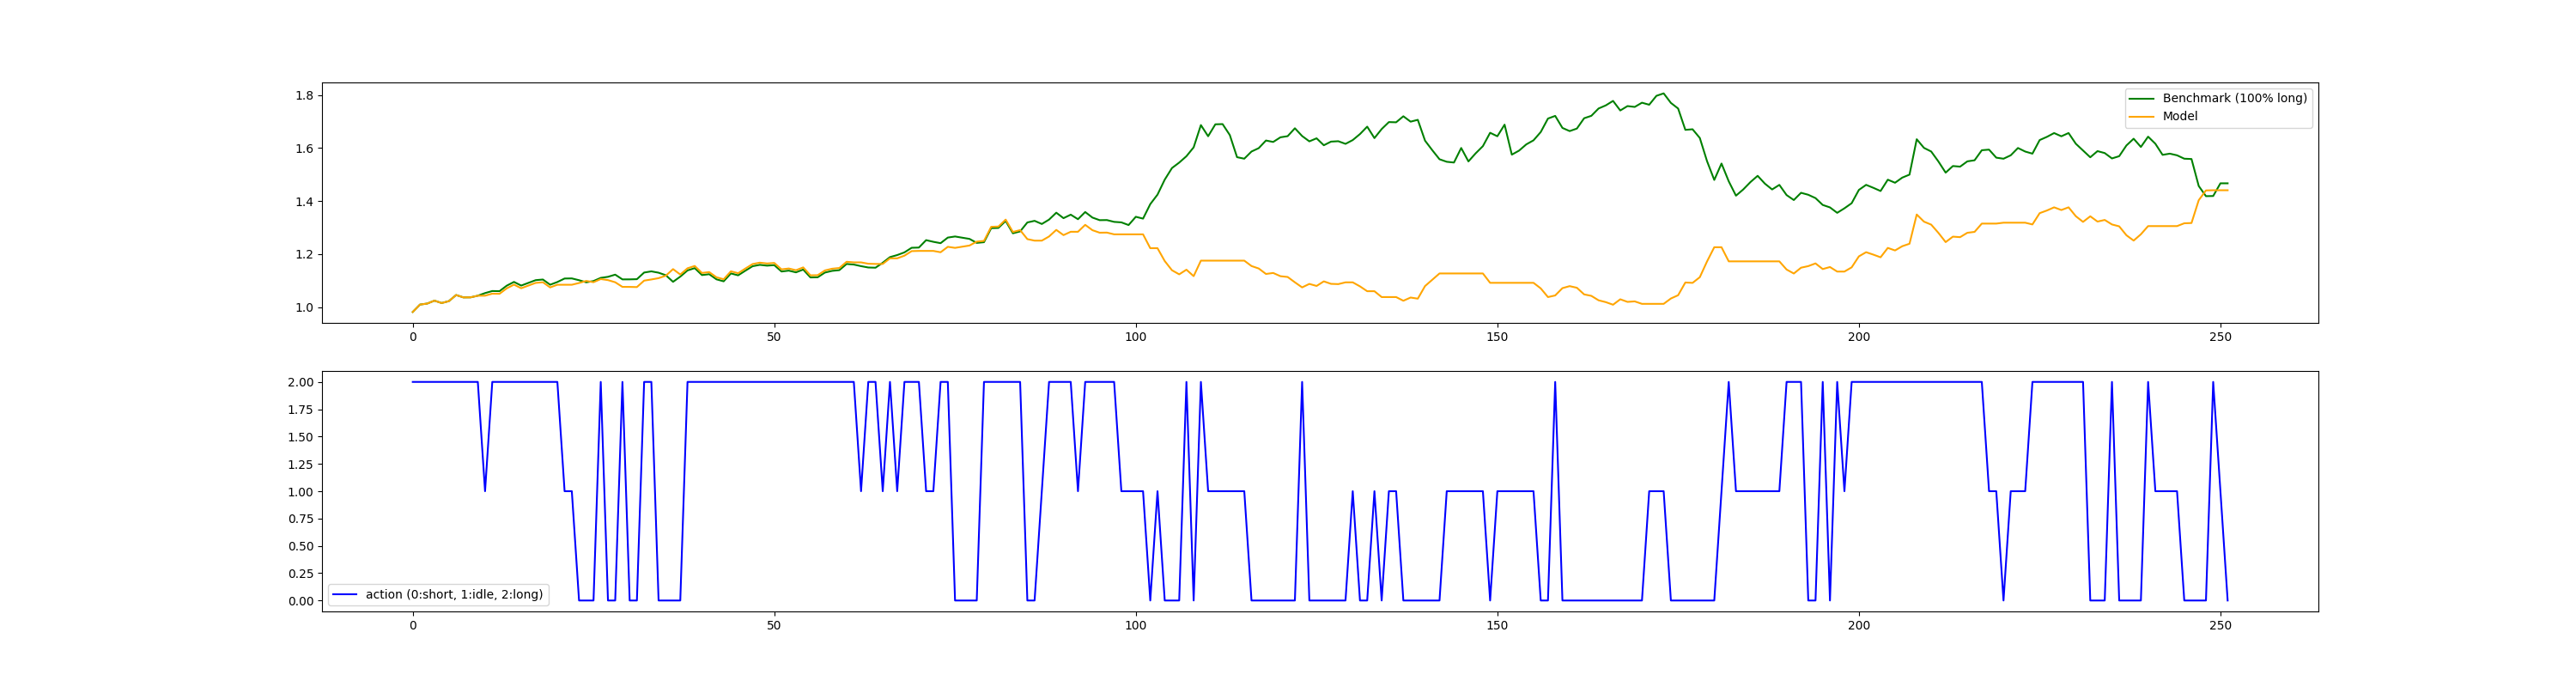 1.8
1.6
1.4
1.2
1.0
Benchmark (100% long)
Model
0 50 100 150 200 250
2.00
1.75
1.50
1.25
1.00
0.75
0.50
0.25
0.00
action (0:short, 1:idle, 2:long)
0 50 100 150 200 250